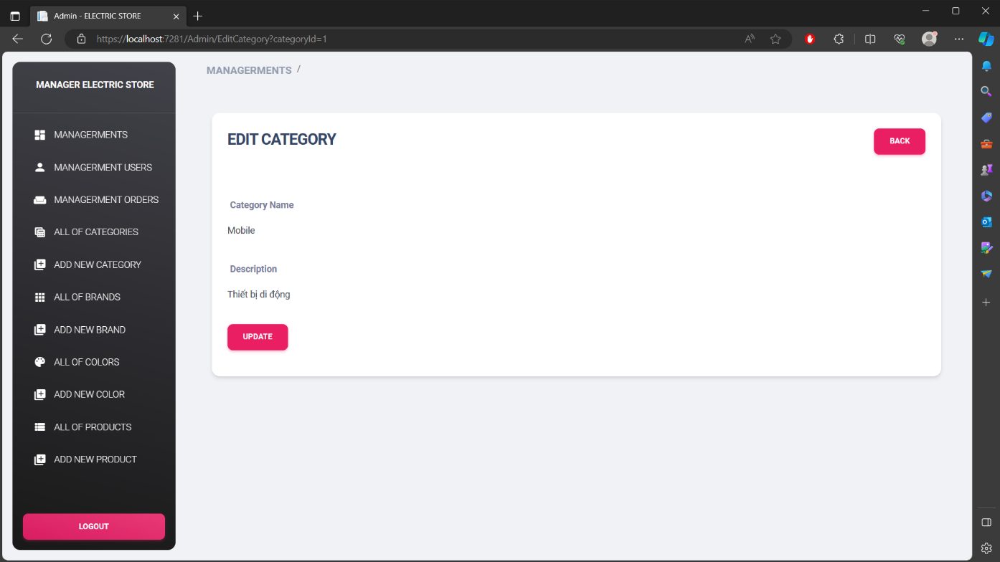 Admin - ELECTRIC STORE
https://localhost:7281/Admin/EditCategory?categoryId=1
MANAGER ELECTRIC STORE
MANAGERMENTS
MANAGERMENT USERS
MANAGERMENT ORDERS
ALL OF CATEGORIES
ADD NEW CATEGORY
ALL OF BRANDS
ADD NEW BRAND
ALL OF COLORS
ADD NEW COLOR
ALL OF PRODUCTS
ADD NEW PRODUCT
LOGOUT
MANAGERMENTS /
EDIT CATEGORY
BACK
Category Name
Mobile
Description
Thiết bị di động
UPDATE